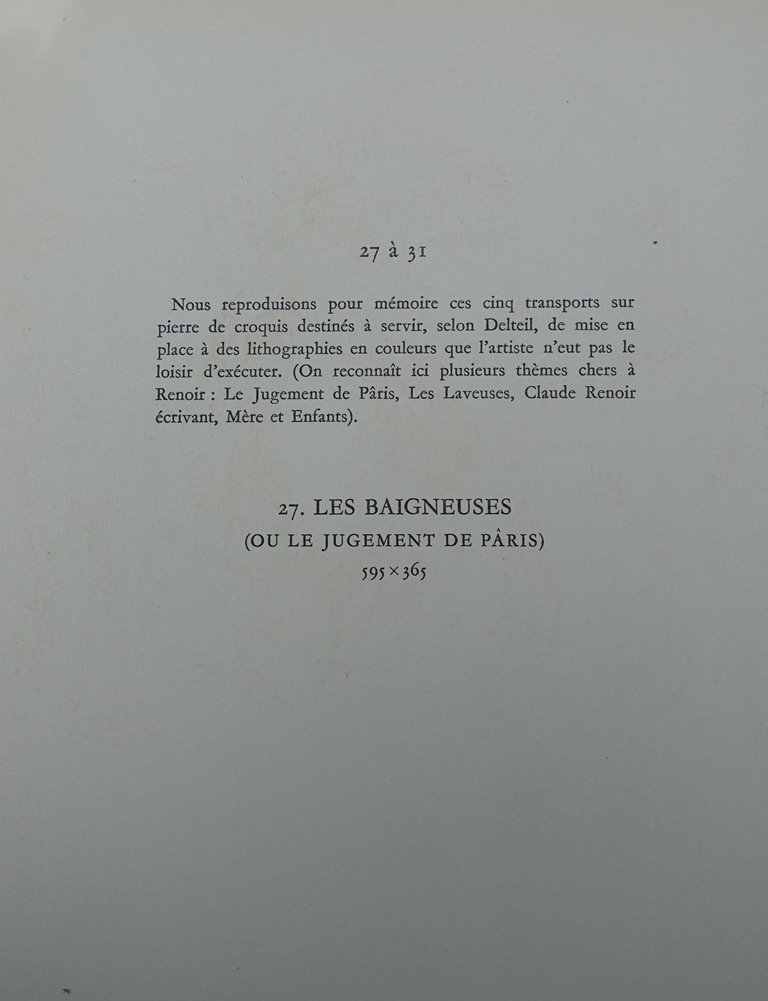 27 à 31
Nous reproduisons pour mémoire ces cinq transports sur
pierre de croquis destinés à servir, selon Delteil, de mise en
place à des lithographies en couleurs que l'artiste n'eut pas le
loisir d'exécuter. (On reconnaît ici plusieurs thèmes chers à
Renoir : Le Jugement de Pâris, Les Laveuses, Claude Renoir
écrivant, Mère et Enfants).
27. LES BAIGNEUSES
(OU LE JUGEMENT DE PÂRIS)
595 × 365